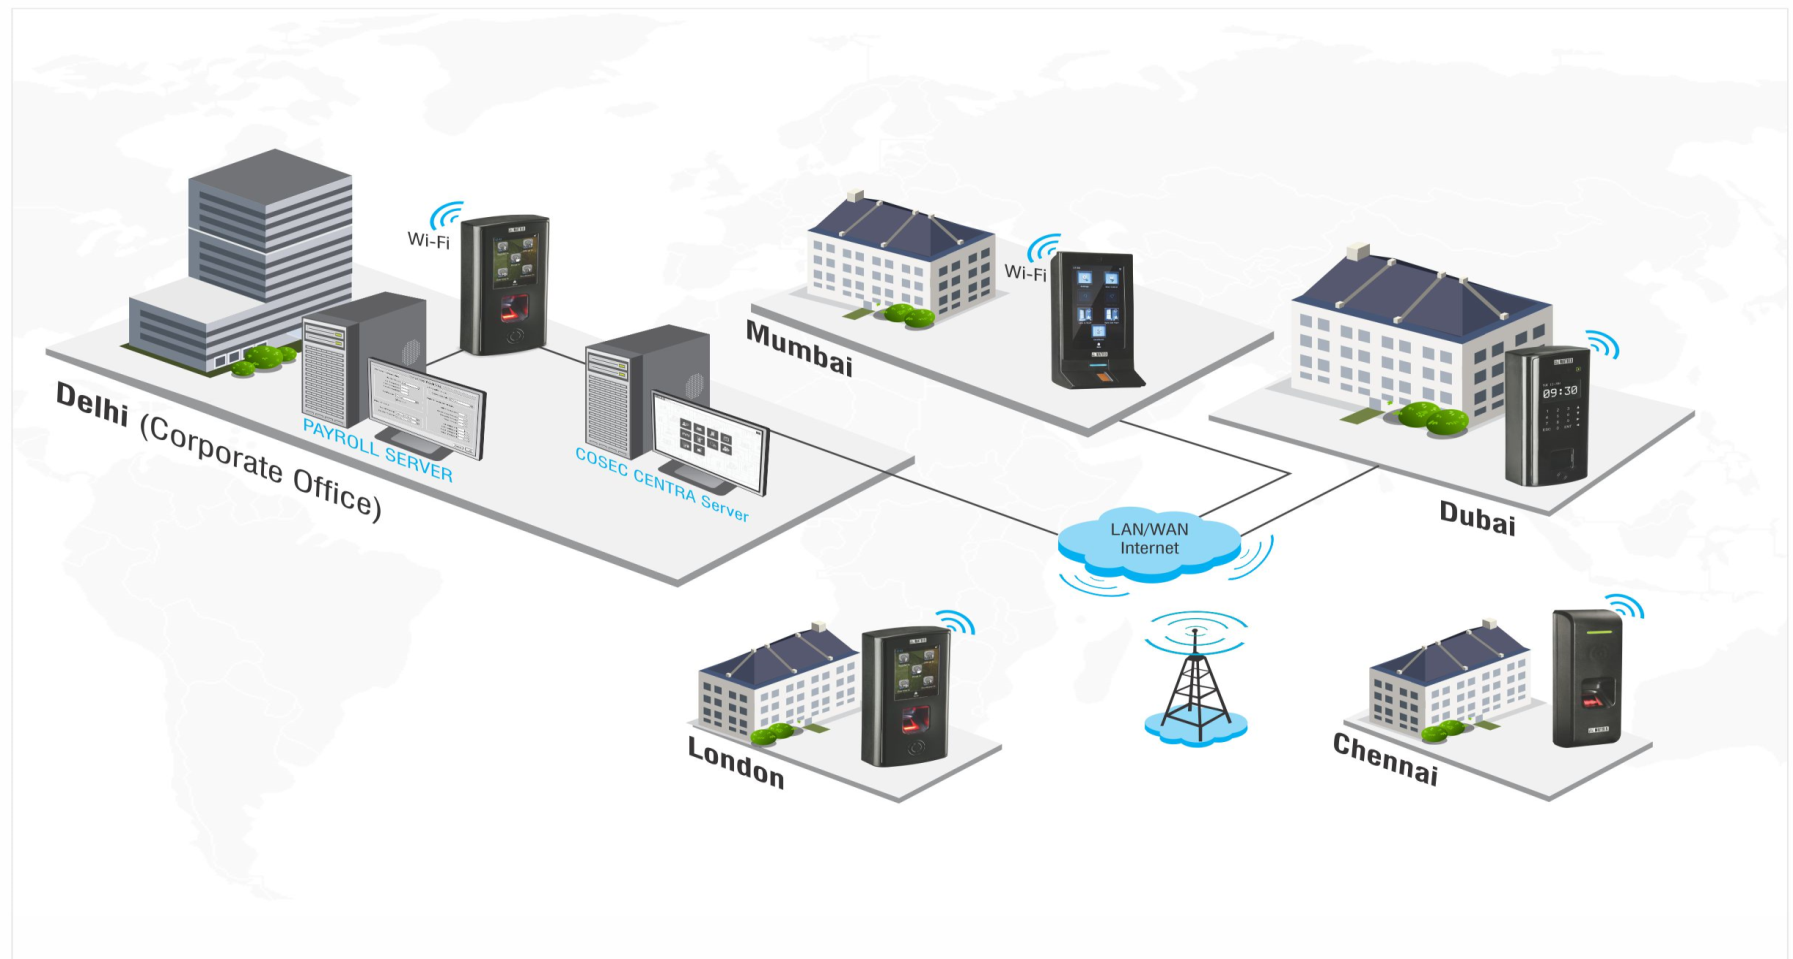 Wi-Fi
Delhi (Corporate Office)
PAYROLL SERVER
COSEC CENTRA Server
Wi-Fi
Mumbai
09:30
Dubai
LAN/WAN
Internet
London
Chennai